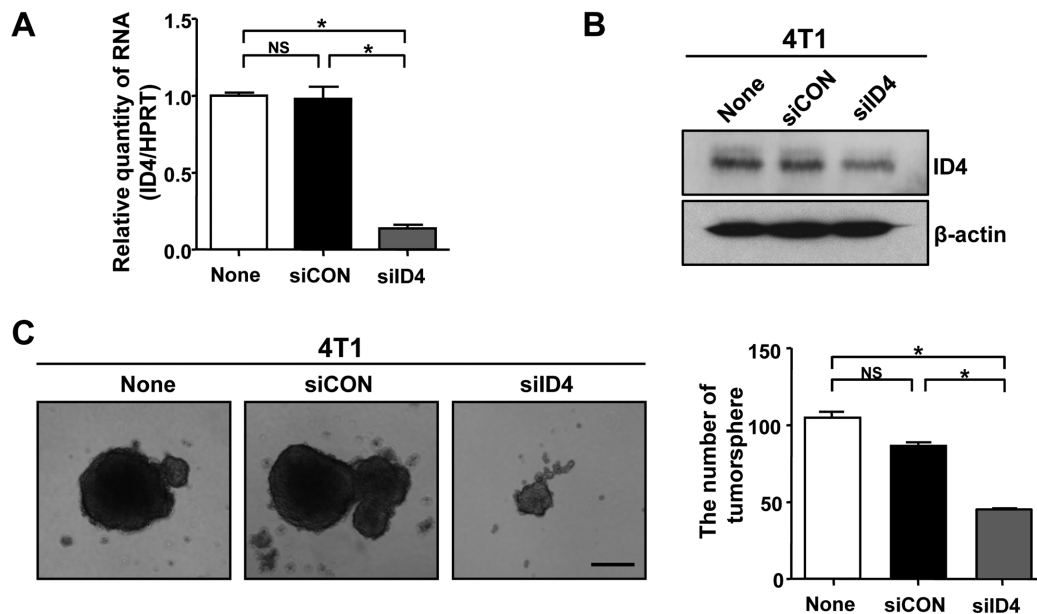 A
Relative quantity of RNA
(ID4/HPRT)
1.5
1.0
0.5
0.0
*
NS
*
None
siCON
siID4
B
4T1
None
siCON
siID4
ID4
β-actin
C
4T1
None
siCON
siID4
The number of
tumorsphere
150
100
50
0
*
NS
*
None
siCON
siID4